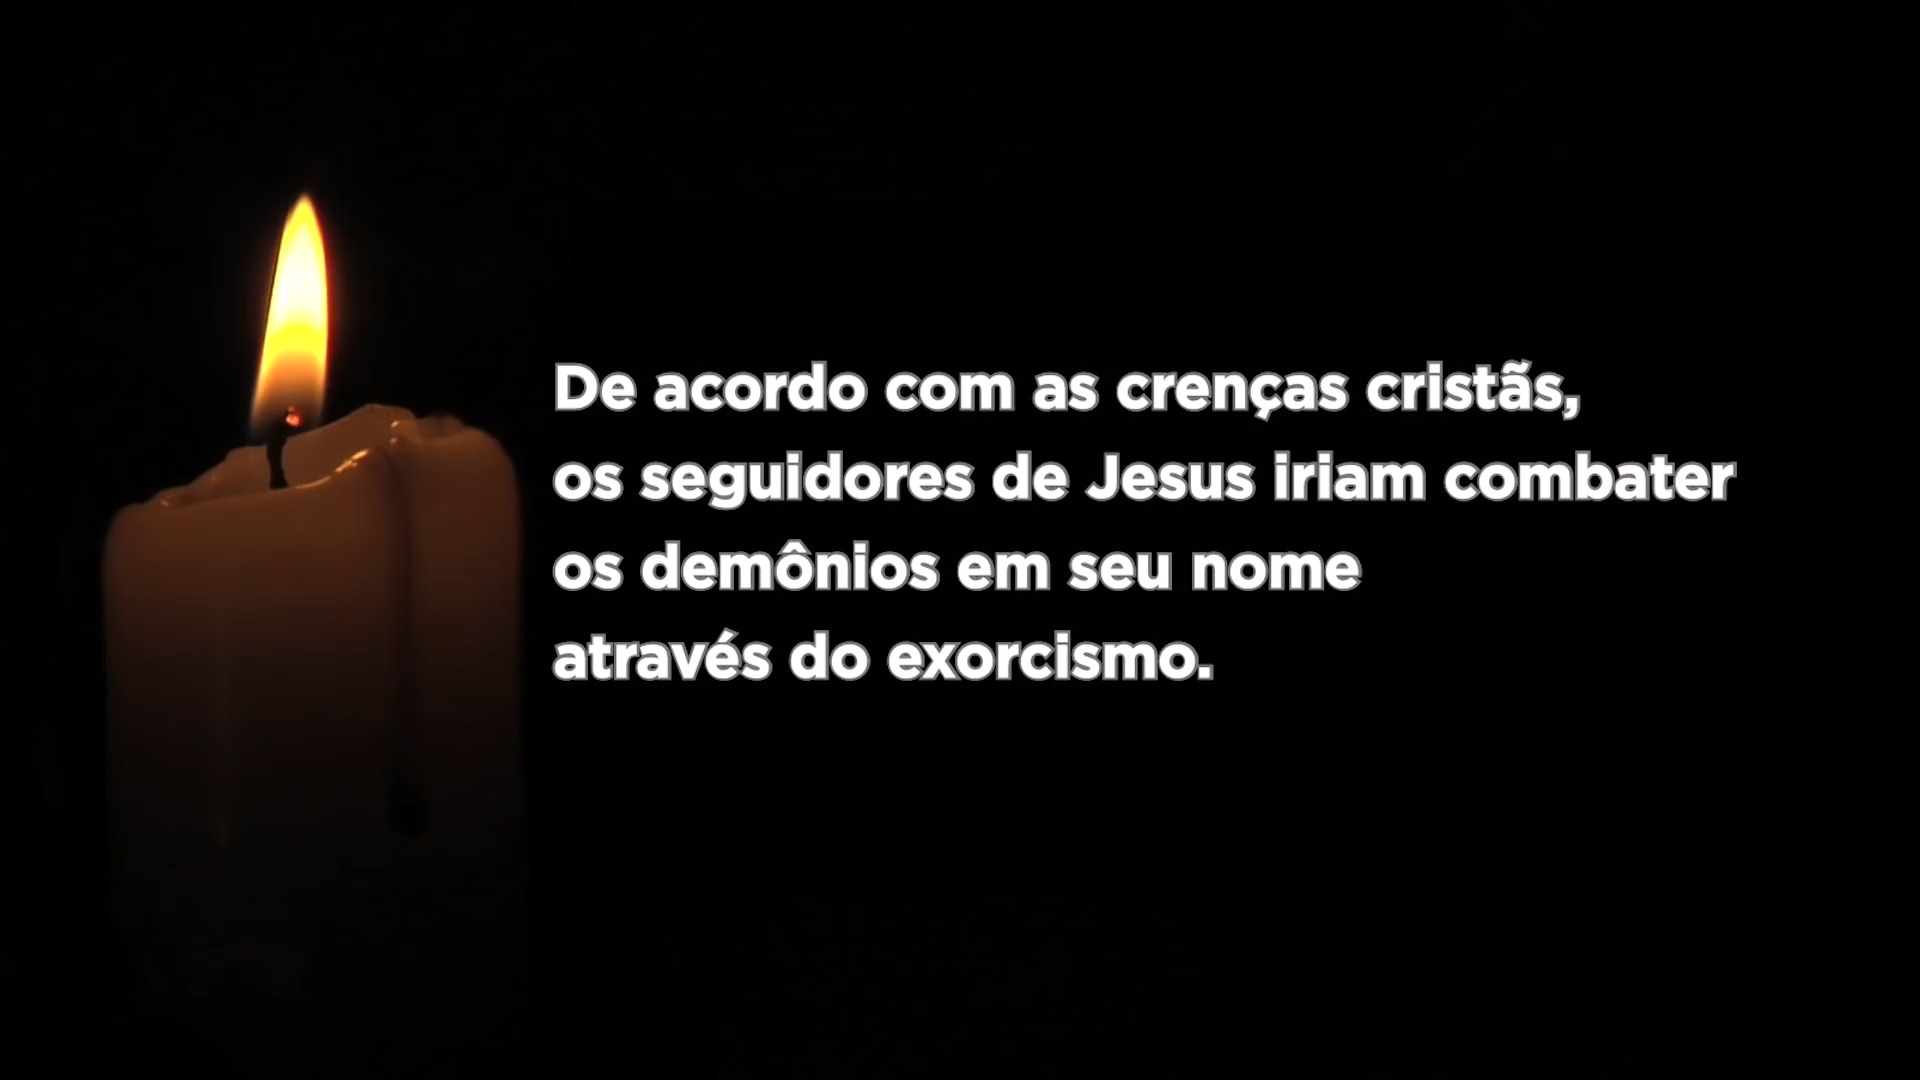 De acordo com as crenças cristãs,
os seguidores de Jesus iriam combater
os demônios em seu nome
através do exorcismo.